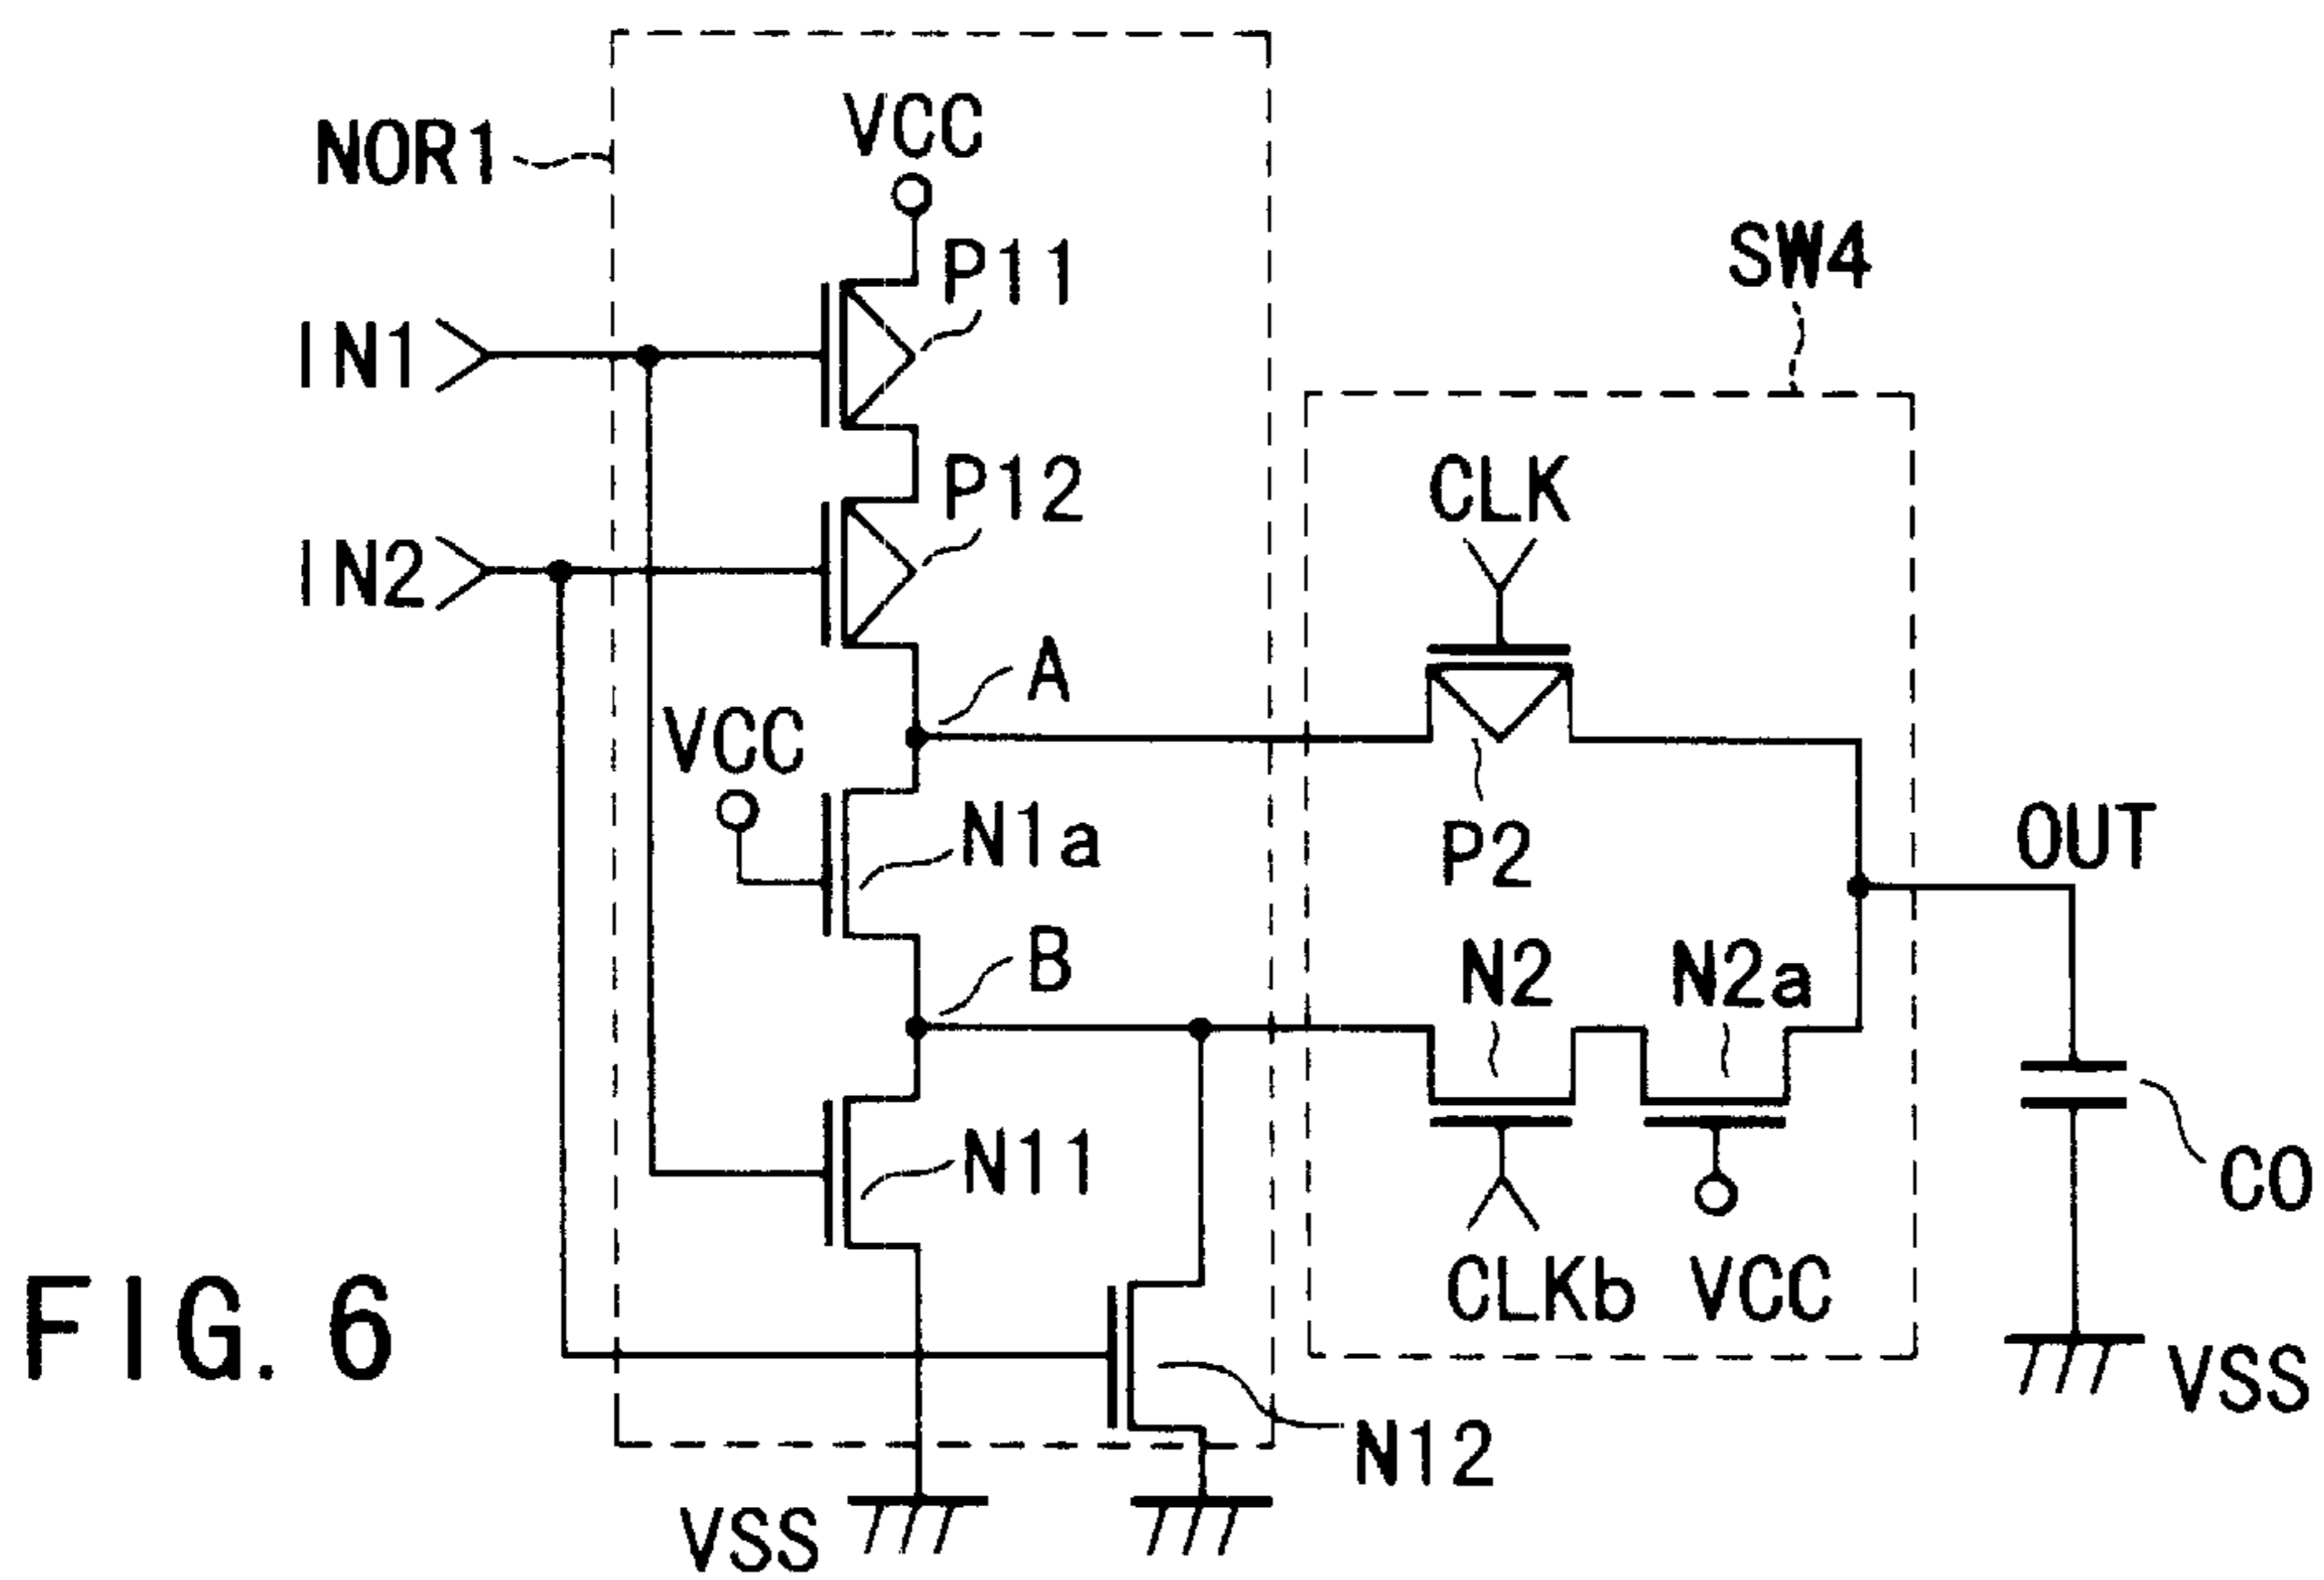 VCC
NOR1
P11
SW4
IN1
P12
CLK
IN2
A
VCC
N1a
P2
OUT
B
N2
N2a
N11
CO
CLKb
VCC
FIG. 6
VSS
N12
VSS